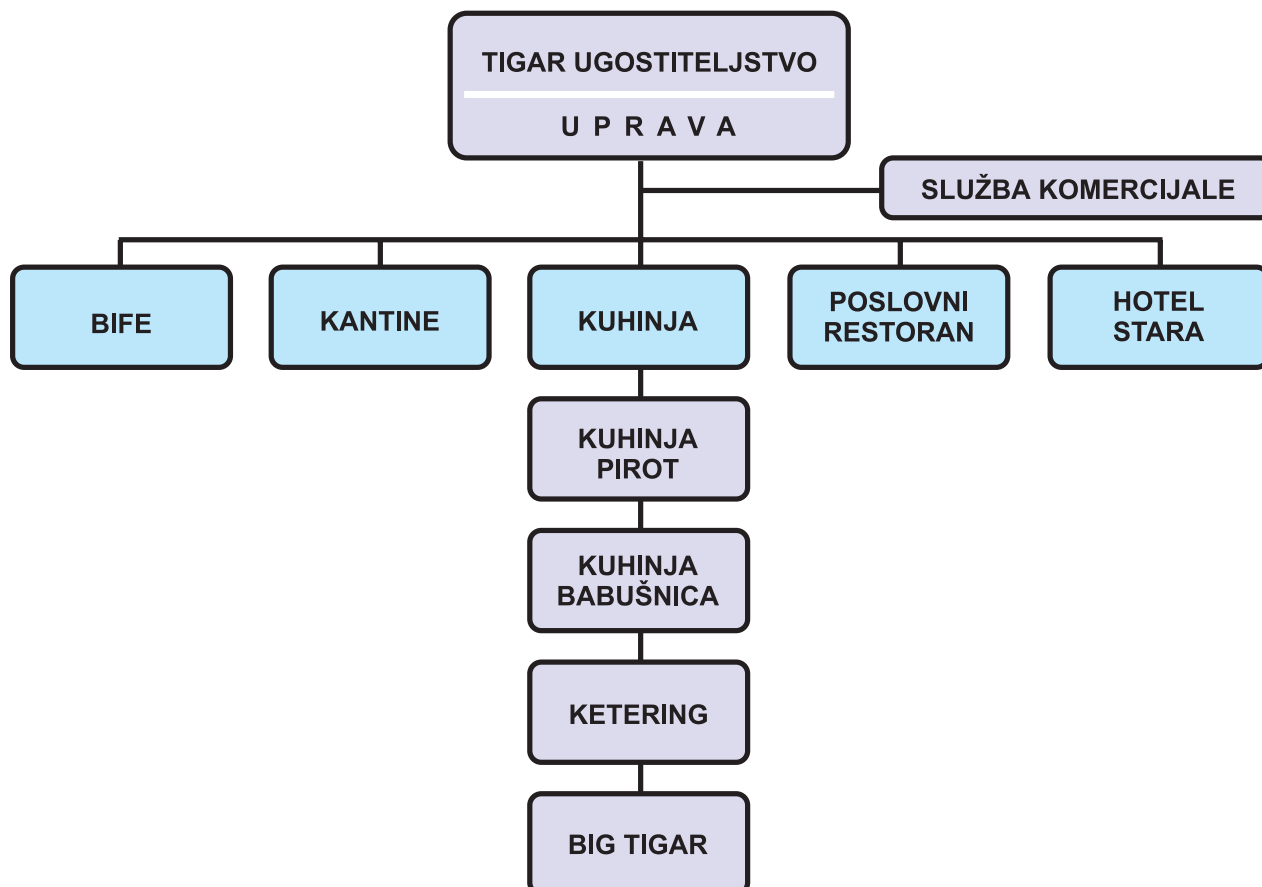 TIGAR UGOSTITELJSTVO
U P R A V A
SLUŽBA KOMERCIJALE
BIFE
KANTINE
KUHINJA
POSLOVNI
RESTORAN
HOTEL
STARA
KUHINJA
PIROT
KUHINJA
BABUŠNICA
KETERING
BIG TIGAR